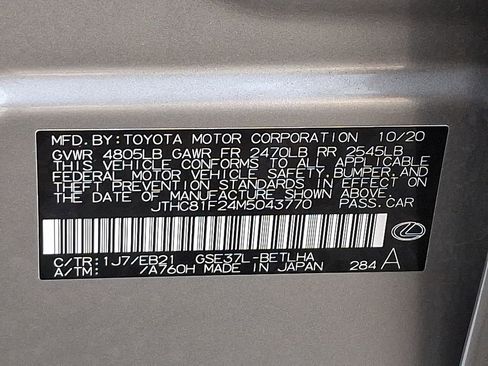 MFD. BY: TOYOTA MOTOR CORPORATION 10/20
GVWR 4805LB GAWR FR 2470LB RR 2545LB
THIS VEHICLE CONFORMS TO ALL APPLICABLE
FEDERAL MOTOR VEHICLE SAFETY,BUMPER,AND
THEFT PREVENTION STANDARDS IN EFFECT ON
THE DATE OF MANUFACTURE SHOWN ABOVE.
JTHC81F24M5043770 PASS.CAR
C/TR:1J7/EB21 GSE37L-BETLHA
A/TM: /A760H MADE IN JAPAN 284 A